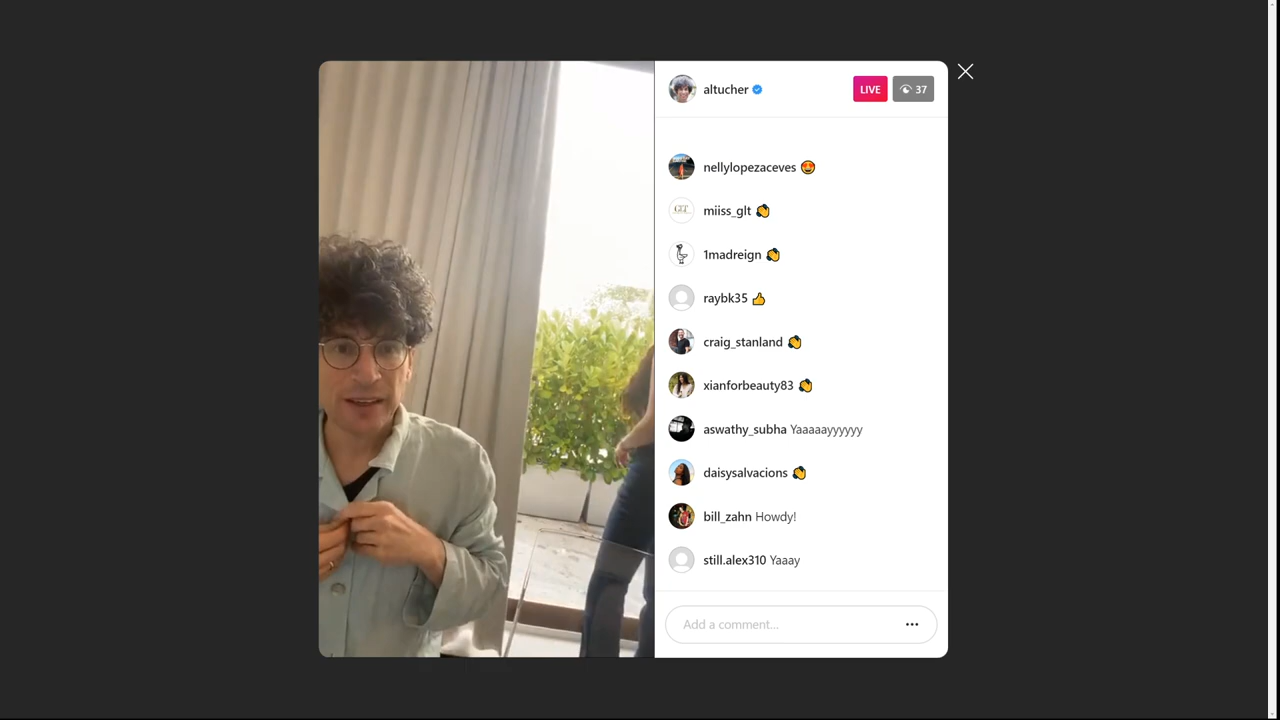 altucher
LIVE
37
nellylopezaceves 😍
miiss_glt 👏
1madreign 👏
raybk35 👍
craig_stanland 👏
xianforbeauty83 👏
aswathy_subha Yaaaaayyyyyy
daisysalvacions 👏
bill_zahn Howdy!
still.alex310 Yaaay
Add a comment...